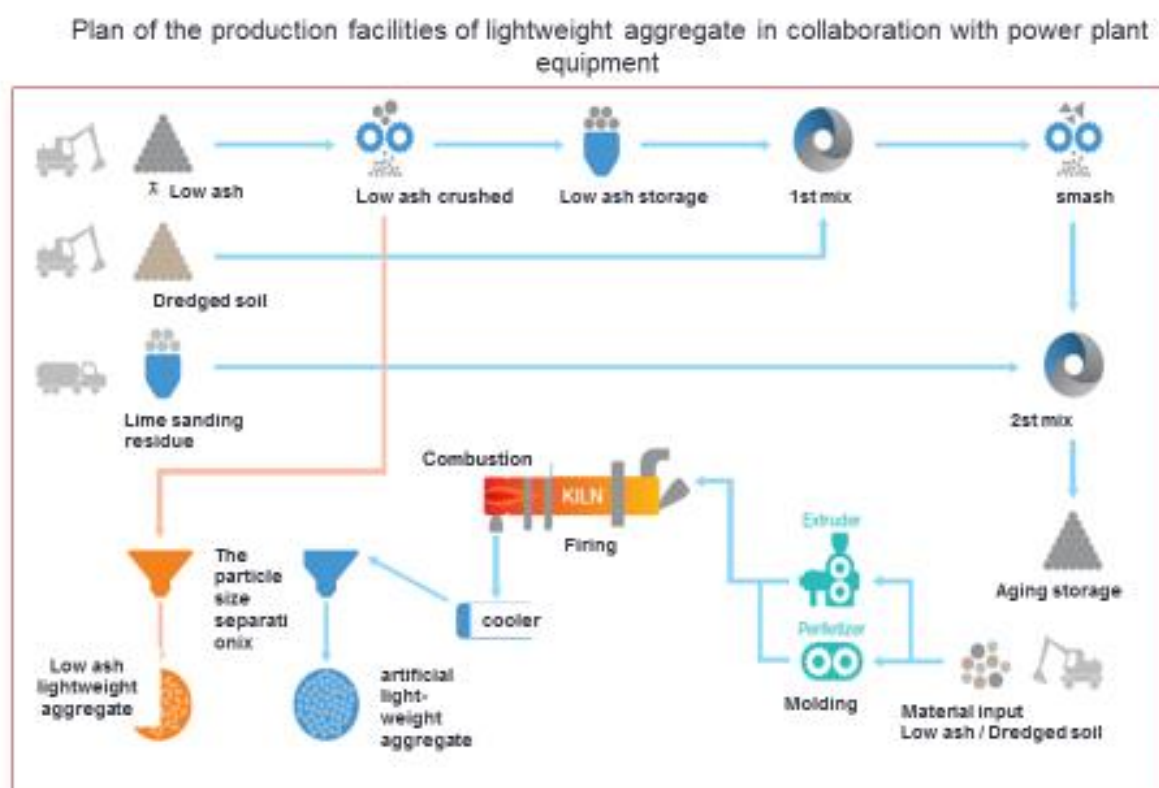 Plan of the production facilities of lightweight aggregate in collaboration with power plant
equipment
Low ash
Low ash crushed
Low ash storage
1st mix
smash
Dredged soil
Lime sanding
residue
2st mix
Combustion
KILN
Firing
Extruder
Aging storage
The
particle
size
separati
onix
cooler
Pelletizer
Molding
Low ash
lightweight
aggregate
artificial
light-
weight
aggregate
Material input
Low ash / Dredged soil